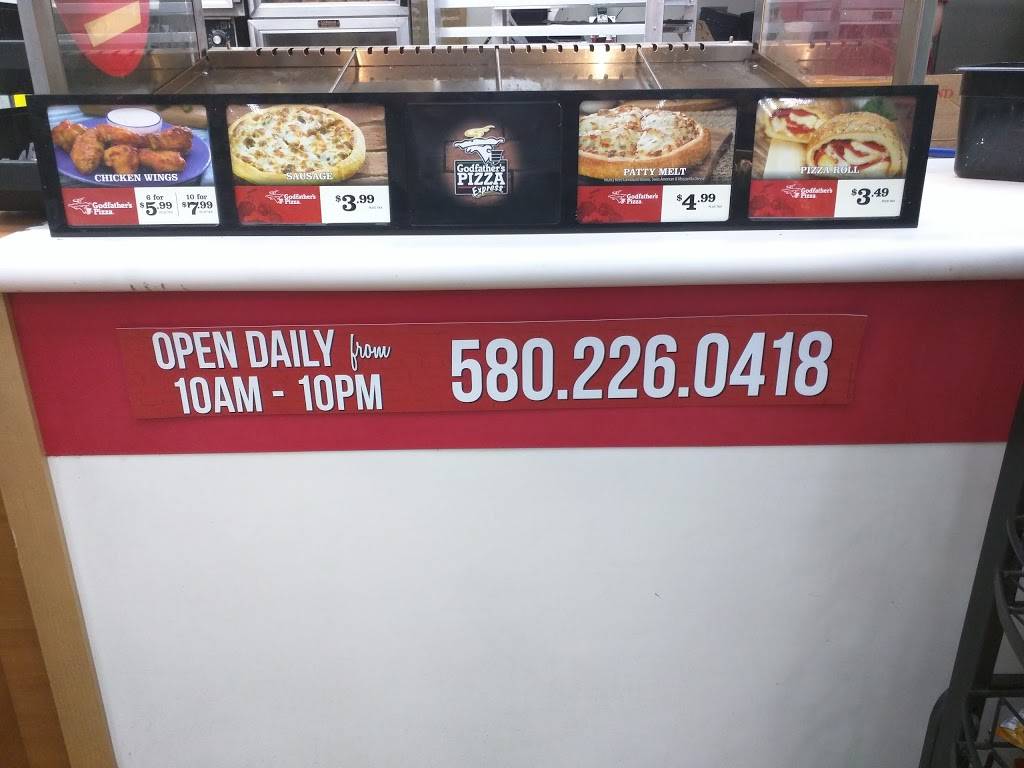 CHICKEN WINGS
Godfather's Pizza.
6 for $5.99
10 for $7.99
SAUSAGE
Godfather's Pizza.
$3.99
Godfather's
PIZZA
Express
PATTY MELT
Godfather's Pizza.
$4.99
PIZZA ROLL
Godfather's Pizza.
$3.49
OPEN DAILY from
10AM - 10PM
580.226.0418